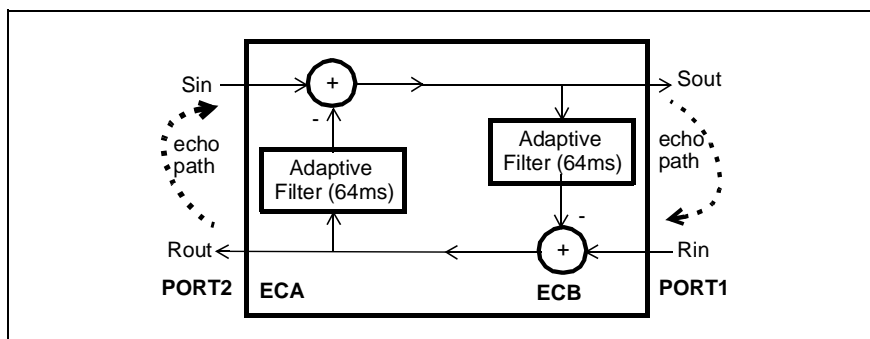 Sin
+
Sout
-
echo
path
Adaptive
Filter (64ms)
Adaptive
Filter (64ms)
echo
path
-
Rout
+
Rin
PORT2
ECA
ECB
PORT1